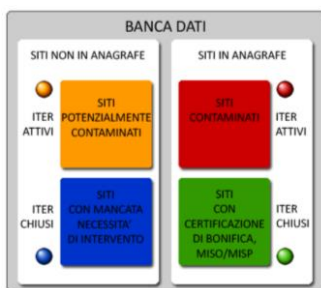 BANCA DATI
SITI NON IN ANAGRAFE
SITI IN ANAGRAFE
ITER
ATTIVI
SITI
POTENZIALMENTE
CONTAMINATI
SITI
CONTAMINATI
ITER
ATTIVI
ITER
CHIUSI
SITI
CON MANCATA
NECESSITA'
DI INTERVENTO
SITI
CON
CERTIFICAZIONE
DI BONIFICA,
MISO/MISP
ITER
CHIUSI